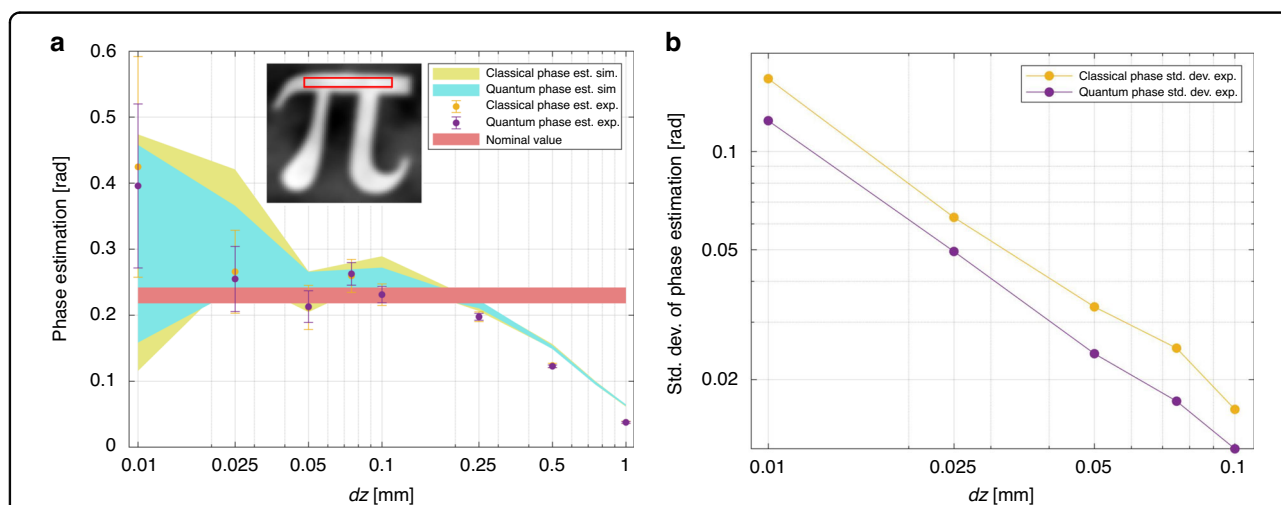 a
Phase estimation [rad]
0.6
0.5
0.4
0.3
0.2
0.1
0
0.01
0.025
0.05
0.1
0.25
0.5
1
dz [mm]
π
Classical phase est. sim.
Quantum phase est. sim
Classical phase est. exp.
Quantum phase est. exp.
Nominal value
b
Std. dev. of phase estimation [rad]
0.1
0.05
0.02
0.01
0.025
0.05
0.1
dz [mm]
Classical phase std. dev. exp.
Quantum phase std. dev. exp.